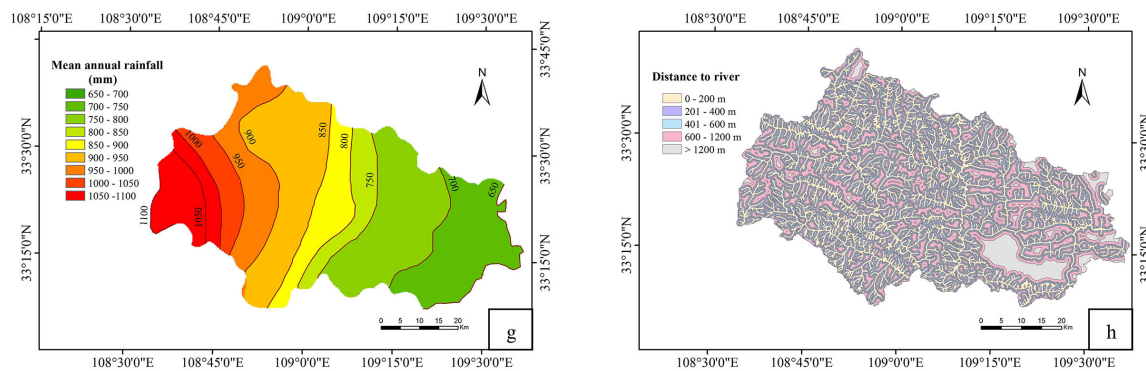 108°15'0"E 108°30'0"E 108°45'0"E 109°0'0"E 109°15'0"E 109°30'0"E
Mean annual rainfall
(mm)
650 - 700
700 - 750
750 - 800
800 - 850
850 - 900
900 - 950
950 - 1000
1000 - 1050
1050 -1100
N
1000
950
900
850
800
750
700
650
1100
1050
33°30'0"N
33°15'0"N
33°45'0"N
33°30'0"N
33°15'0"N
0 5 10 15 20
Km
g
108°30'0"E 108°45'0"E 109°0'0"E 109°15'0"E 109°30'0"E
108°15'0"E 108°30'0"E 108°45'0"E 109°0'0"E 109°15'0"E 109°30'0"E
Distance to river
0 - 200 m
201 - 400 m
401 - 600 m
600 - 1200 m
> 1200 m
N
33°30'0"N
33°15'0"N
33°45'0"N
33°30'0"N
33°15'0"N
0 5 10 15 20
Km
h
108°30'0"E 108°45'0"E 109°0'0"E 109°15'0"E 109°30'0"E